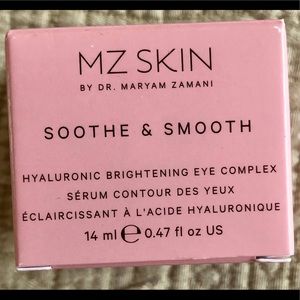 MZ SKIN
BY DR. MARYAM ZAMANI
SOOTHE & SMOOTH
HYALURONIC BRIGHTENING EYE COMPLEX
SÉRUM CONTOUR DES YEUX
ÉCLAIRCISSANT À L'ACIDE HYALURONIQUE
14 ml ℮ 0.47 fl oz US